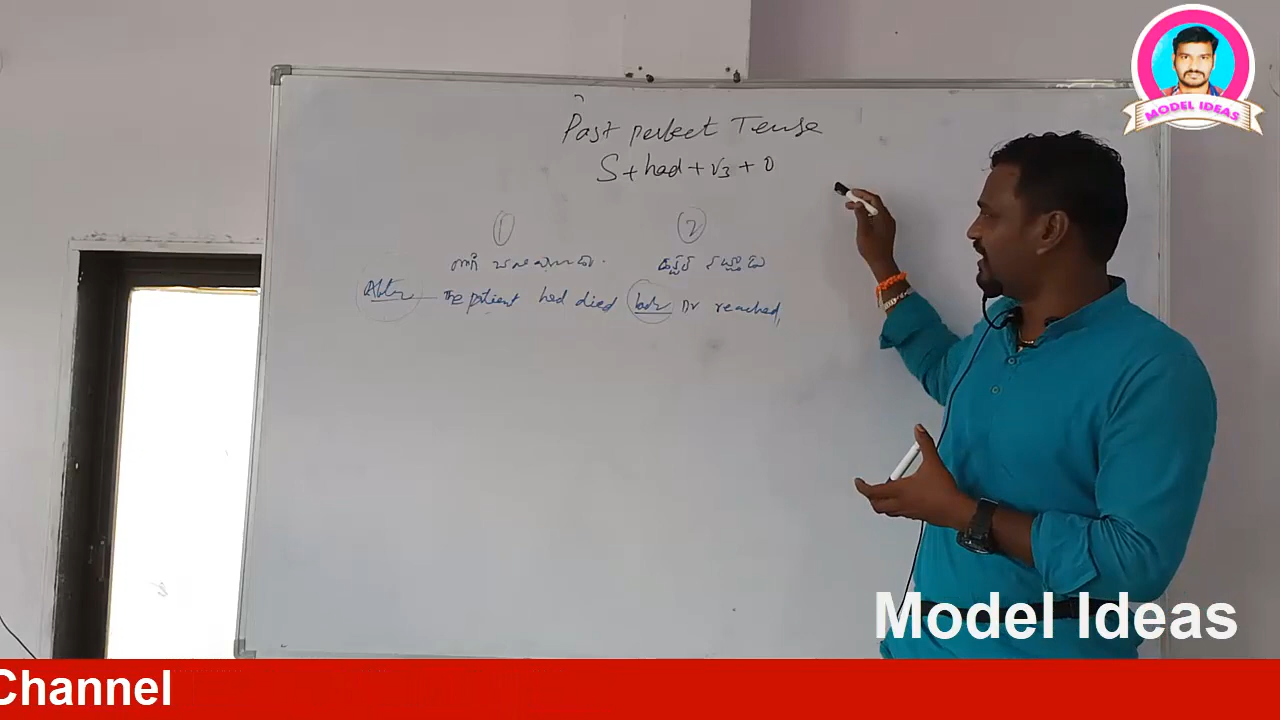 Past perfect Tense
S + had + V3 + O
① ②
After The patient had died Dr reached,
MODEL IDEAS
Model Ideas
Channel